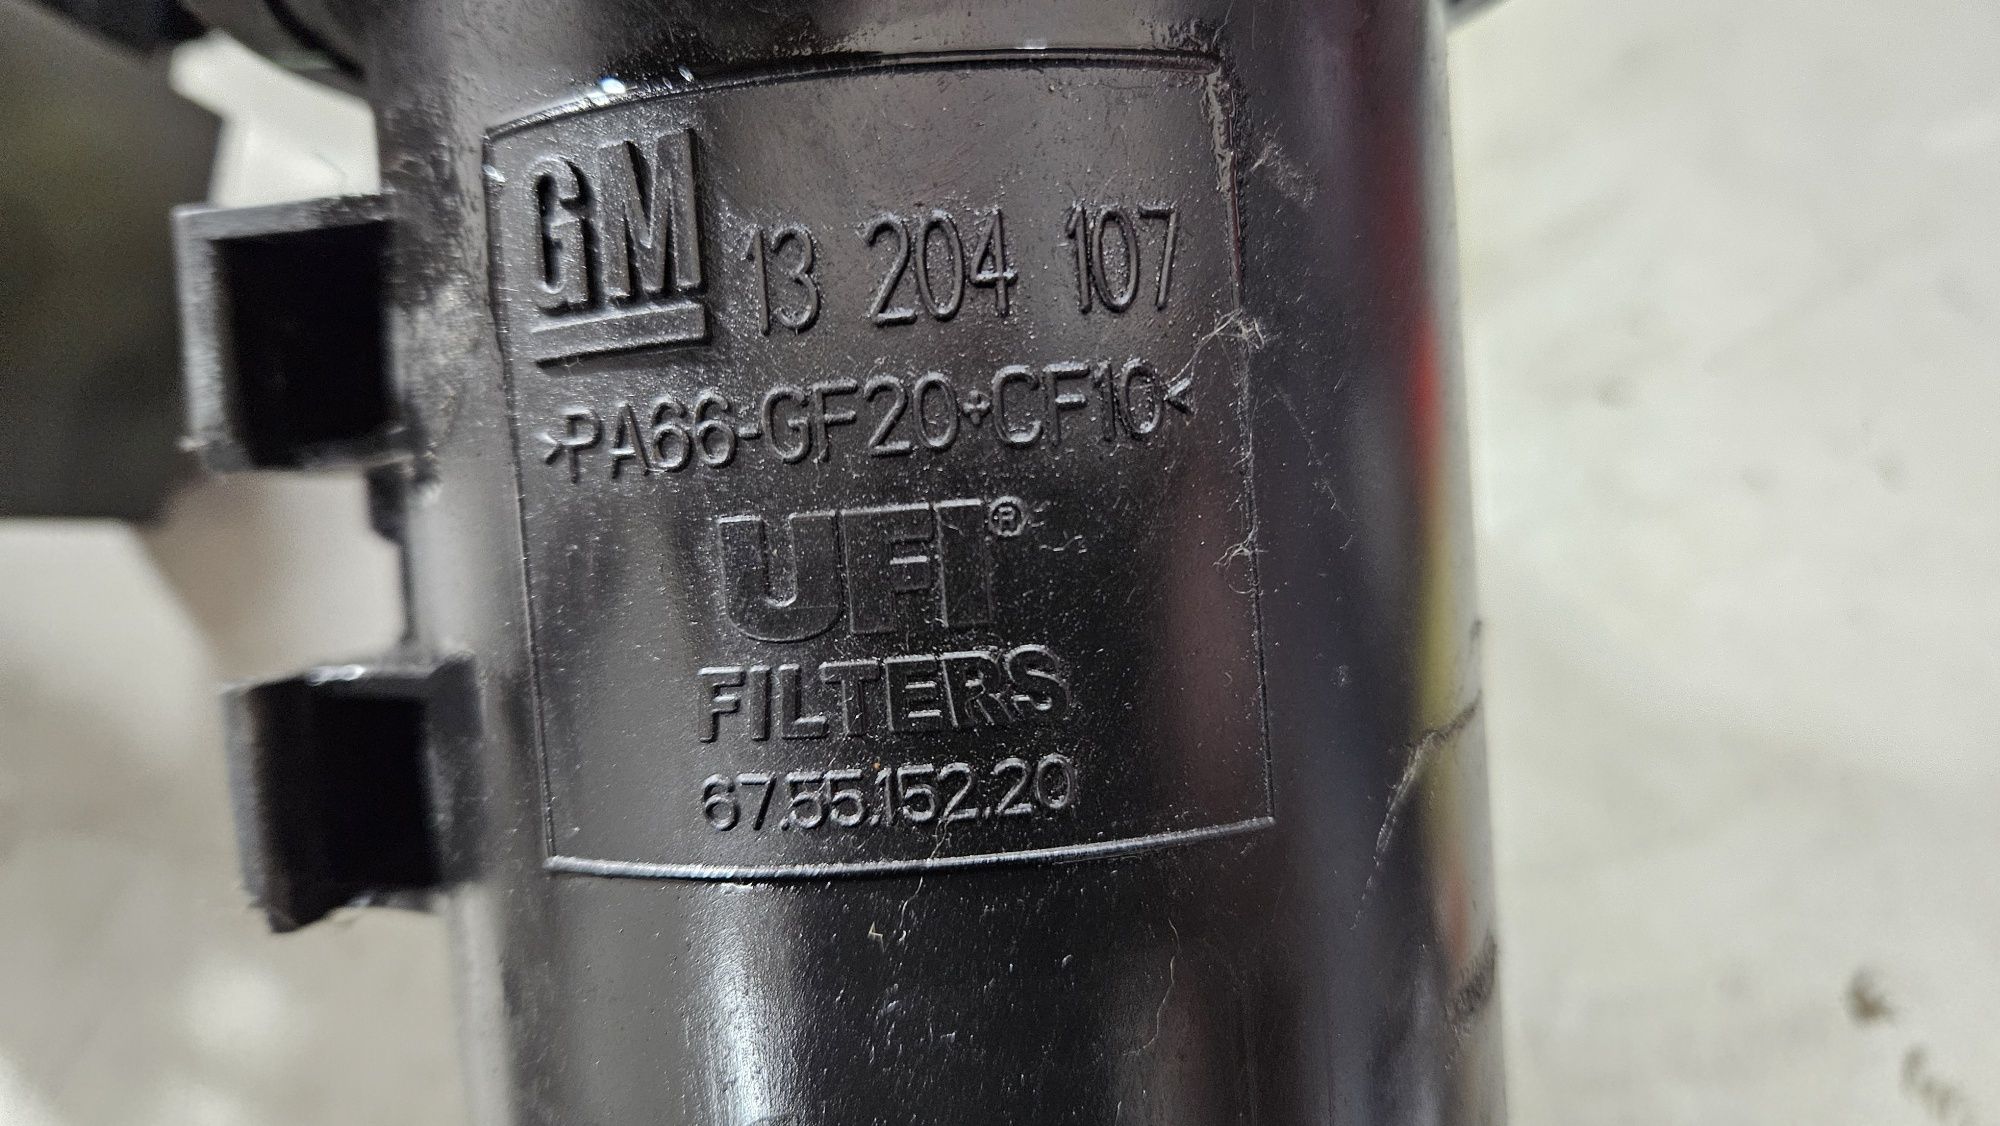 GM 13 204 107
>PA66-GF20+CF10<
UFI®
FILTERS
67.55.152.20